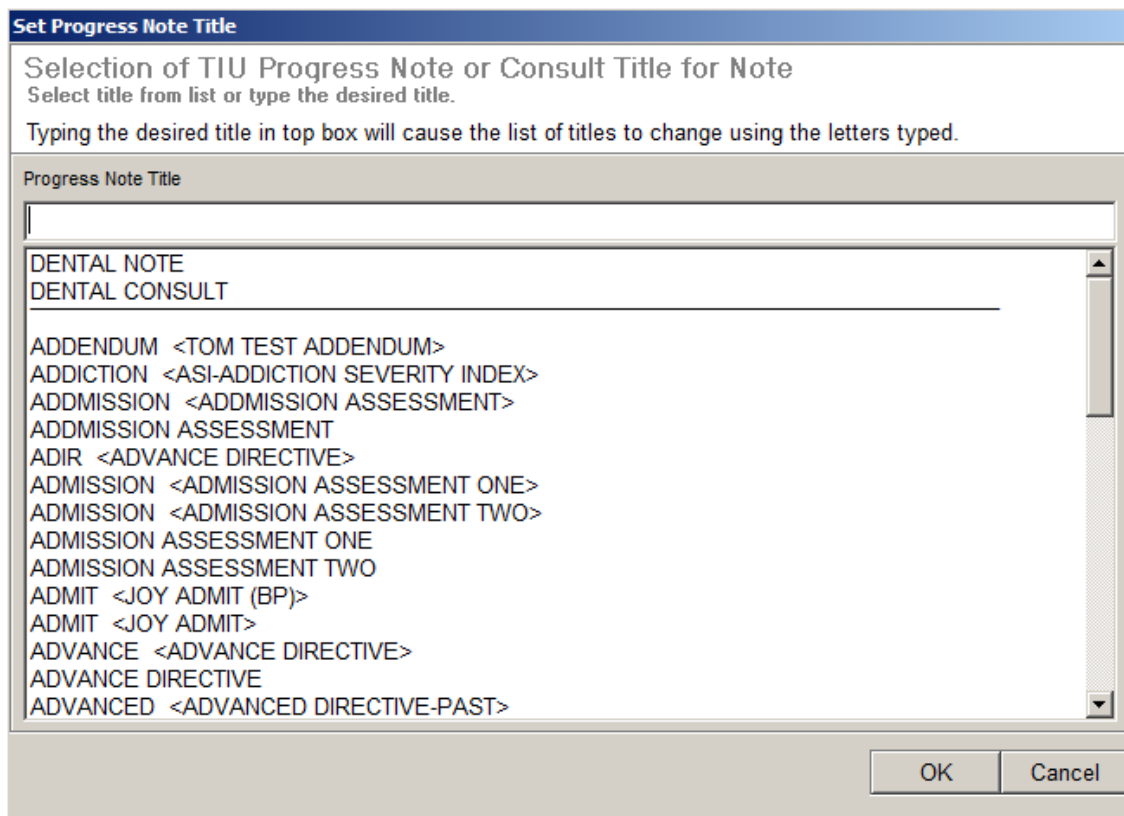 Set Progress Note Title
Selection of TIU Progress Note or Consult Title for Note
Select title from list or type the desired title.
Typing the desired title in top box will cause the list of titles to change using the letters typed.
Progress Note Title
DENTAL NOTE
DENTAL CONSULT
ADDENDUM <TOM TEST ADDENDUM>
ADDICTION <ASI-ADDICTION SEVERITY INDEX>
ADDMISSION <ADDMISSION ASSESSMENT>
ADDMISSION ASSESSMENT
ADIR <ADVANCE DIRECTIVE>
ADMISSION <ADMISSION ASSESSMENT ONE>
ADMISSION <ADMISSION ASSESSMENT TWO>
ADMISSION ASSESSMENT ONE
ADMISSION ASSESSMENT TWO
ADMIT <JOY ADMIT (BP)>
ADMIT <JOY ADMIT>
ADVANCE <ADVANCE DIRECTIVE>
ADVANCE DIRECTIVE
ADVANCED <ADVANCED DIRECTIVE-PAST>
OK Cancel